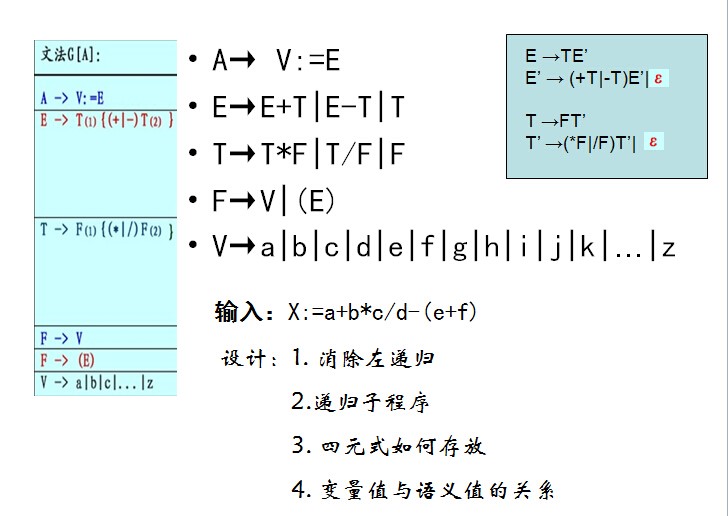 文法G[A]:
A -> V:=E
E -> T(1){(+|-)T(2) }
T -> F(1){(*|/)F(2) }
F -> V
F -> (E)
V -> a|b|c|...|z
• A→ V:=E
• E→E+T|E-T|T
• T→T*F|T/F|F
• F→V|(E)
• V→a|b|c|d|e|f|g|h|i|j|k|...|z
E →TE’
E’ → (+T|-T)E’| ε
T →FT’
T’ →(*F|/F)T’| ε
输入：X:=a+b*c/d-(e+f)
设计：1. 消除左递归
2.递归子程序
3. 四元式如何存放
4. 变量值与语义值的关系